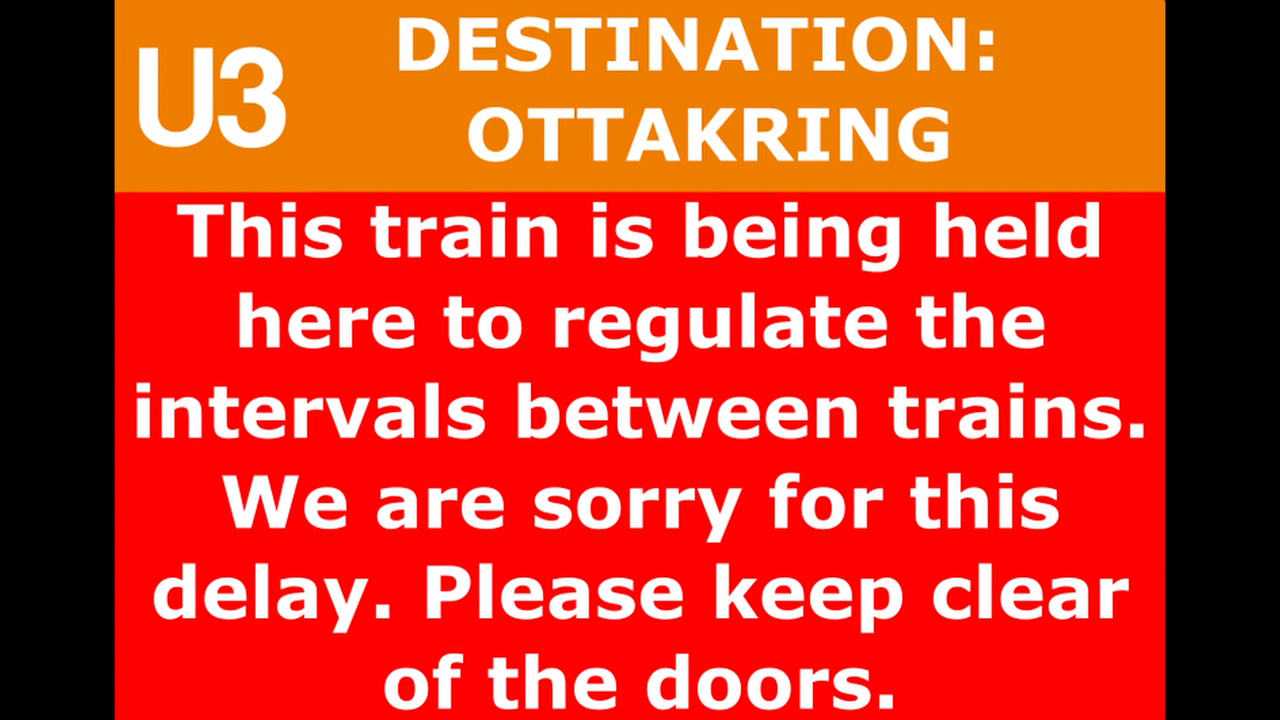 U3
DESTINATION:
OTTAKRING
This train is being held
here to regulate the
intervals between trains.
We are sorry for this
delay. Please keep clear
of the doors.